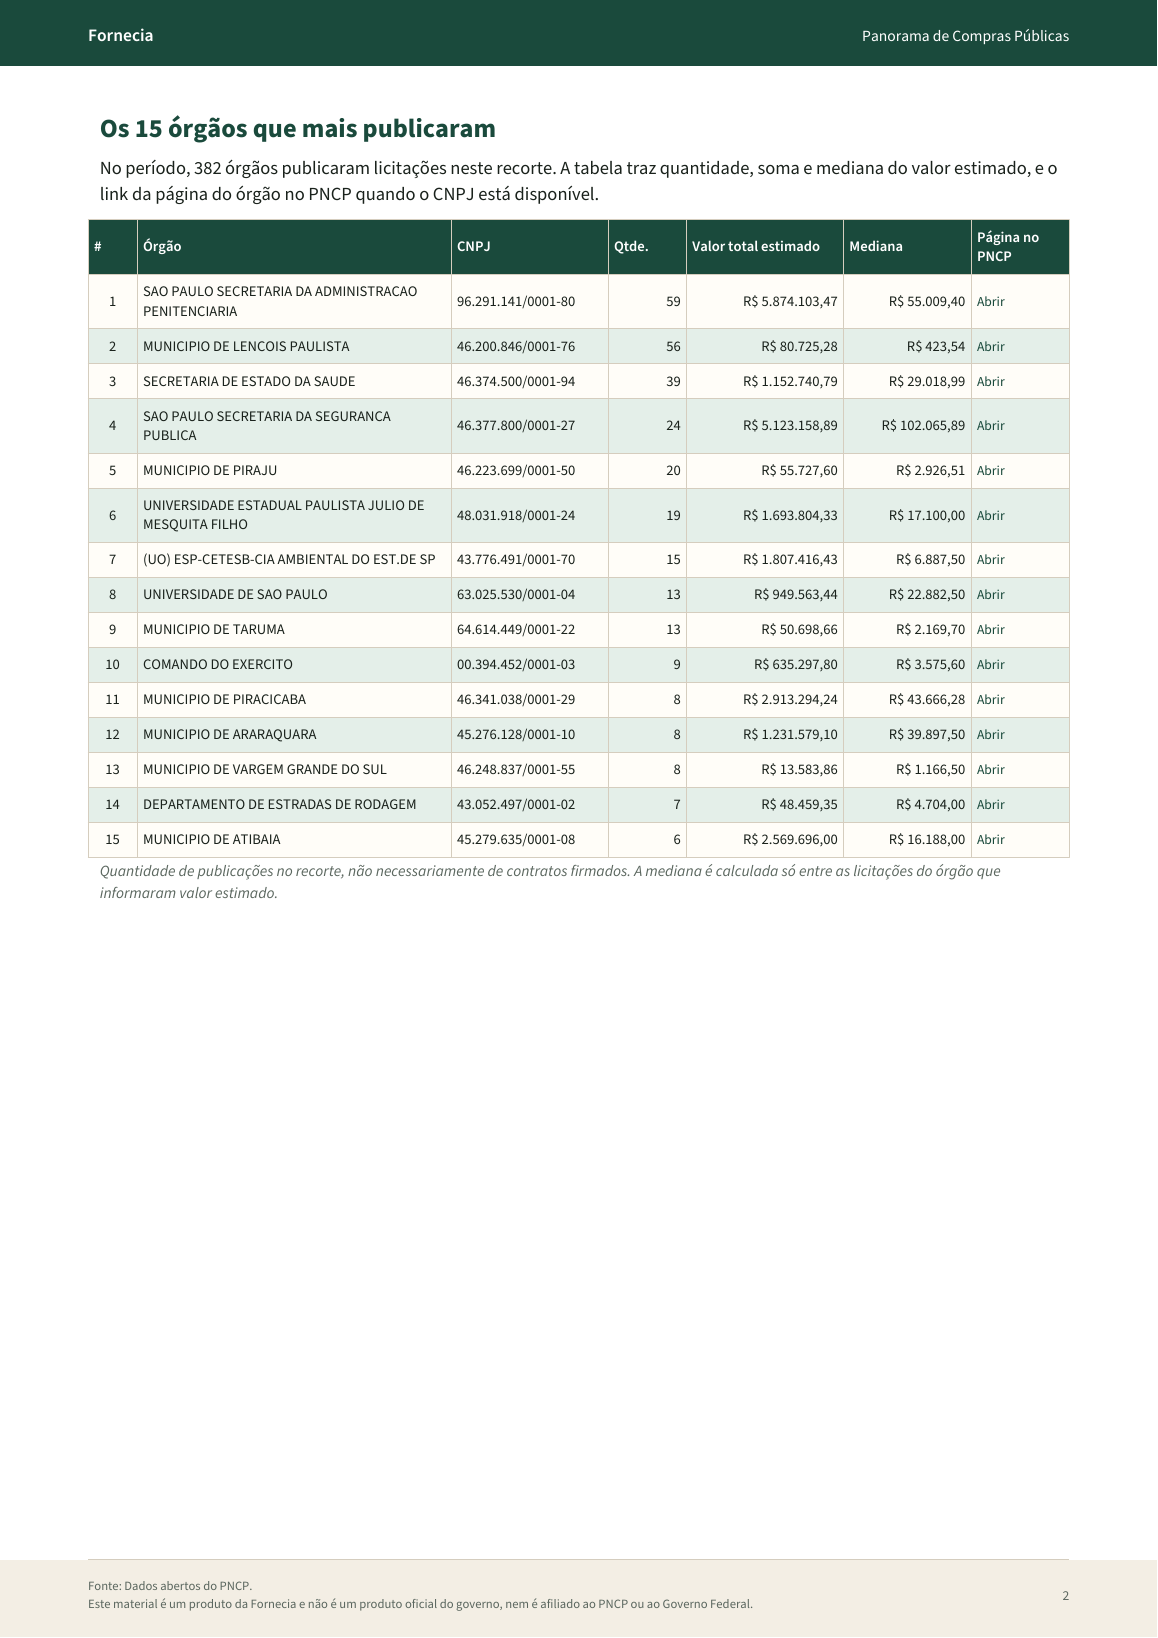 Fornecia
Panorama de Compras Públicas
Os 15 órgãos que mais publicaram
No período, 382 órgãos publicaram licitações neste recorte. A tabela traz quantidade, soma e mediana do valor estimado, e o
link da página do órgão no PNCP quando o CNPJ está disponível.
# Órgão CNPJ Qtde. Valor total estimado Mediana Página no
PNCP
1 SAO PAULO SECRETARIA DA ADMINISTRACAO
PENITENCIARIA 96.291.141/0001-80 59 R$ 5.874.103,47 R$ 55.009,40 Abrir
2 MUNICIPIO DE LENCOIS PAULISTA 46.200.846/0001-76 56 R$ 80.725,28 R$ 423,54 Abrir
3 SECRETARIA DE ESTADO DA SAUDE 46.374.500/0001-94 39 R$ 1.152.740,79 R$ 29.018,99 Abrir
4 SAO PAULO SECRETARIA DA SEGURANCA
PUBLICA 46.377.800/0001-27 24 R$ 5.123.158,89 R$ 102.065,89 Abrir
5 MUNICIPIO DE PIRAJU 46.223.699/0001-50 20 R$ 55.727,60 R$ 2.926,51 Abrir
6 UNIVERSIDADE ESTADUAL PAULISTA JULIO DE
MESQUITA FILHO 48.031.918/0001-24 19 R$ 1.693.804,33 R$ 17.100,00 Abrir
7 (UO) ESP-CETESB-CIA AMBIENTAL DO EST.DE SP 43.776.491/0001-70 15 R$ 1.807.416,43 R$ 6.887,50 Abrir
8 UNIVERSIDADE DE SAO PAULO 63.025.530/0001-04 13 R$ 949.563,44 R$ 22.882,50 Abrir
9 MUNICIPIO DE TARUMA 64.614.449/0001-22 13 R$ 50.698,66 R$ 2.169,70 Abrir
10 COMANDO DO EXERCITO 00.394.452/0001-03 9 R$ 635.297,80 R$ 3.575,60 Abrir
11 MUNICIPIO DE PIRACICABA 46.341.038/0001-29 8 R$ 2.913.294,24 R$ 43.666,28 Abrir
12 MUNICIPIO DE ARARAQUARA 45.276.128/0001-10 8 R$ 1.231.579,10 R$ 39.897,50 Abrir
13 MUNICIPIO DE VARGEM GRANDE DO SUL 46.248.837/0001-55 8 R$ 13.583,86 R$ 1.166,50 Abrir
14 DEPARTAMENTO DE ESTRADAS DE RODAGEM 43.052.497/0001-02 7 R$ 48.459,35 R$ 4.704,00 Abrir
15 MUNICIPIO DE ATIBAIA 45.279.635/0001-08 6 R$ 2.569.696,00 R$ 16.188,00 Abrir
Quantidade de publicações no recorte, não necessariamente de contratos firmados. A mediana é calculada só entre as licitações do órgão que
informaram valor estimado.
Fonte: Dados abertos do PNCP.
Este material é um produto da Fornecia e não é um produto oficial do governo, nem é afiliado ao PNCP ou ao Governo Federal.
2